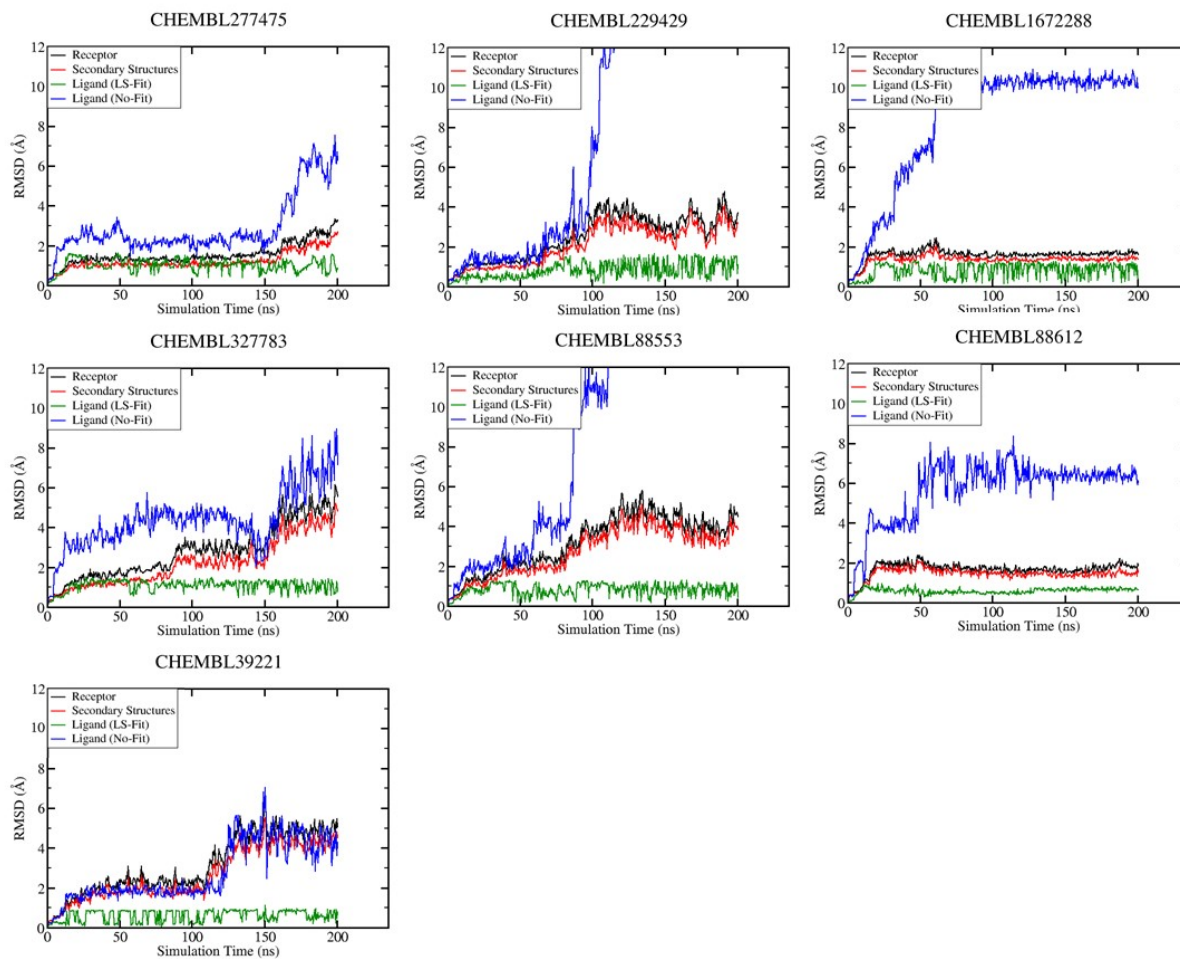 CHEMBL277475
12
10
8
6
4
2
0
RMSD (Å)
Receptor
Secondary Structures
Ligand (LS-Fit)
Ligand (No-Fit)
0 50 100 150 200
Simulation Time (ns)
CHEMBL229429
12
10
8
6
4
2
0
RMSD (Å)
Receptor
Secondary Structures
Ligand (LS-Fit)
Ligand (No-Fit)
0 50 100 150 200
Simulation Time (ns)
CHEMBL1672288
12
10
8
6
4
2
0
RMSD (Å)
Receptor
Secondary Structures
Ligand (LS-Fit)
Ligand (No-Fit)
0 50 100 150 200
Simulation Time (ns)
CHEMBL327783
12
10
8
6
4
2
0
RMSD (Å)
Receptor
Secondary Structures
Ligand (LS-Fit)
Ligand (No-Fit)
0 50 100 150 200
Simulation Time (ns)
CHEMBL88553
12
10
8
6
4
2
0
RMSD (Å)
Receptor
Secondary Structures
Ligand (LS-Fit)
Ligand (No-Fit)
0 50 100 150 200
Simulation Time (ns)
CHEMBL88612
12
10
8
6
4
2
0
RMSD (Å)
Receptor
Secondary Structures
Ligand (LS-Fit)
Ligand (No-Fit)
0 50 100 150 200
Simulation Time (ns)
CHEMBL39221
12
10
8
6
4
2
0
RMSD (Å)
Receptor
Secondary Structures
Ligand (LS-Fit)
Ligand (No-Fit)
0 50 100 150 200
Simulation Time (ns)